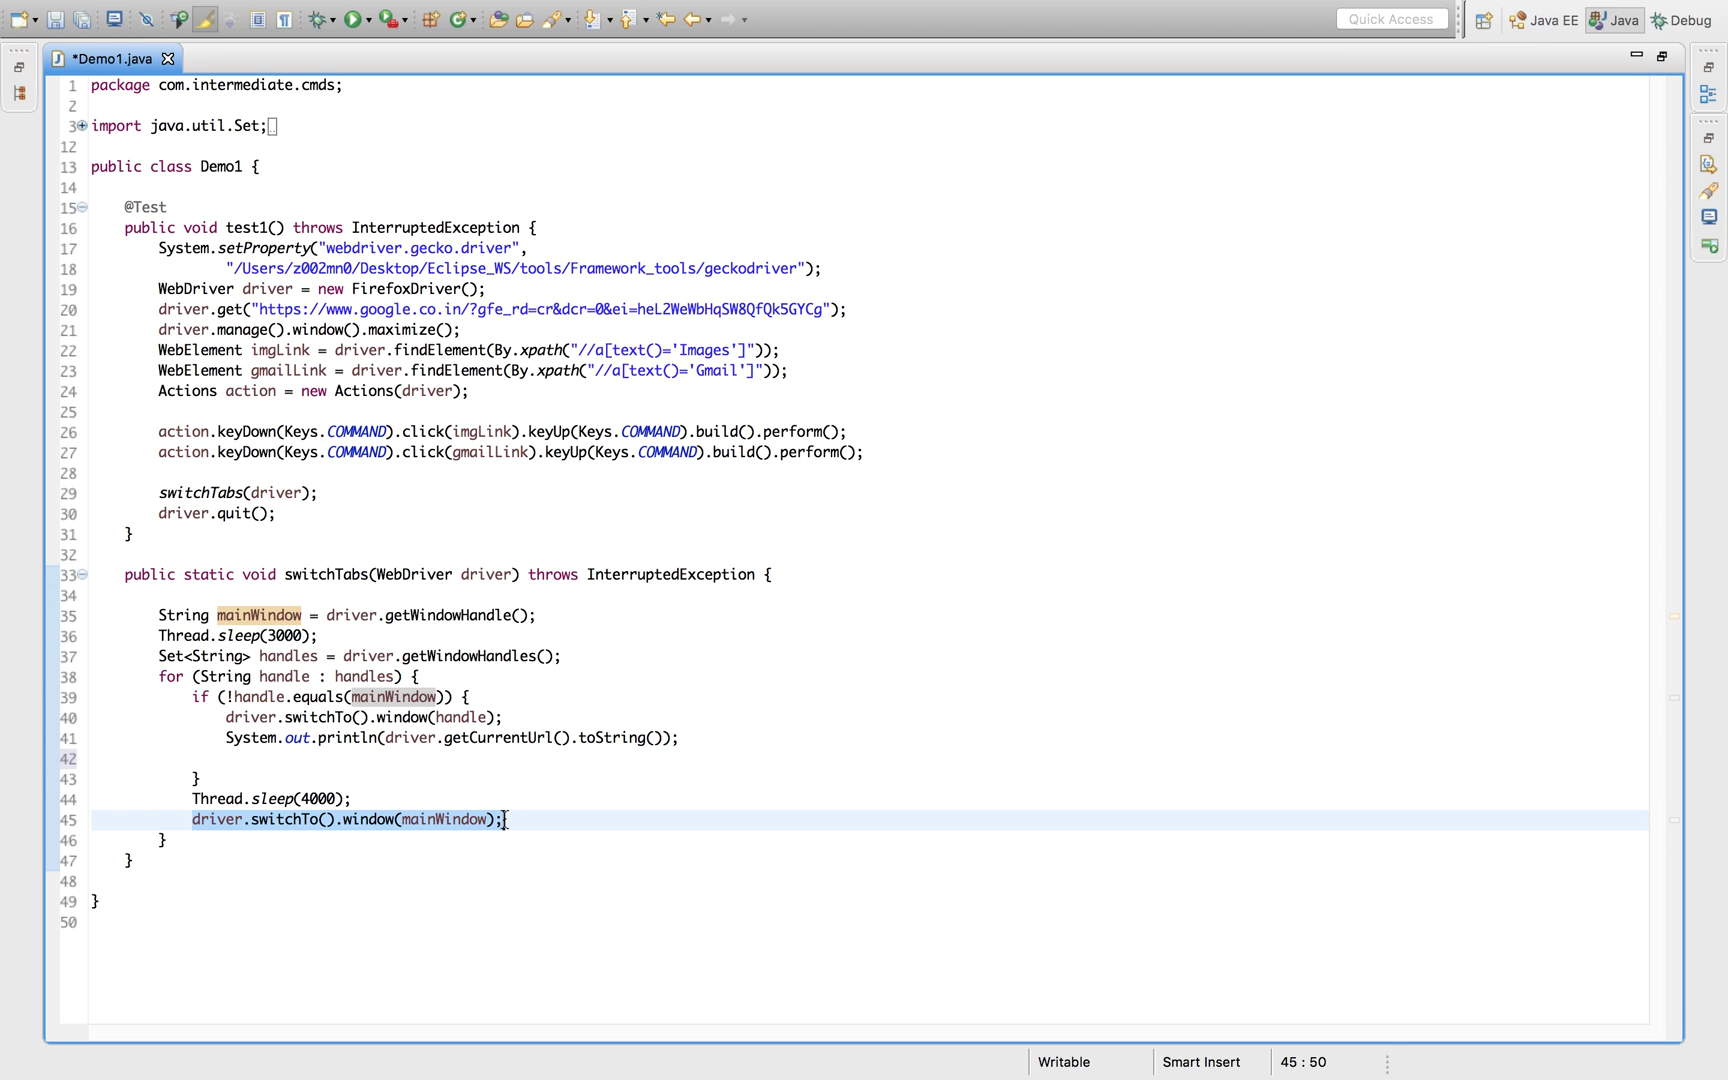 Quick Access
Java EE
Java
Debug
*Demo1.java
1 package com.intermediate.cmds;
2
3 import java.util.Set;
12
13 public class Demo1 {
14
15 @Test
16 public void test1() throws InterruptedException {
17 System.setProperty("webdriver.gecko.driver",
18 "/Users/z002mn0/Desktop/Eclipse_WS/tools/Framework_tools/geckodriver");
19 WebDriver driver = new FirefoxDriver();
20 driver.get("https://www.google.co.in/?gfe_rd=cr&dcr=0&ei=heL2WeWbHqSW8QfQk5GYCg");
21 driver.manage().window().maximize();
22 WebElement imgLink = driver.findElement(By.xpath("//a[text()='Images']"));
23 WebElement gmailLink = driver.findElement(By.xpath("//a[text()='Gmail']"));
24 Actions action = new Actions(driver);
25
26 action.keyDown(Keys.COMMAND).click(imgLink).keyUp(Keys.COMMAND).build().perform();
27 action.keyDown(Keys.COMMAND).click(gmailLink).keyUp(Keys.COMMAND).build().perform();
28
29 switchTabs(driver);
30 driver.quit();
31 }
32
33 public static void switchTabs(WebDriver driver) throws InterruptedException {
34
35 String mainWindow = driver.getWindowHandle();
36 Thread.sleep(3000);
37 Set<String> handles = driver.getWindowHandles();
38 for (String handle : handles) {
39 if (!handle.equals(mainWindow)) {
40 driver.switchTo().window(handle);
41 System.out.println(driver.getCurrentUrl().toString());
42
43 }
44 Thread.sleep(4000);
45 driver.switchTo().window(mainWindow);
46 }
47 }
48
49 }
50
Writable
Smart Insert
45 : 50